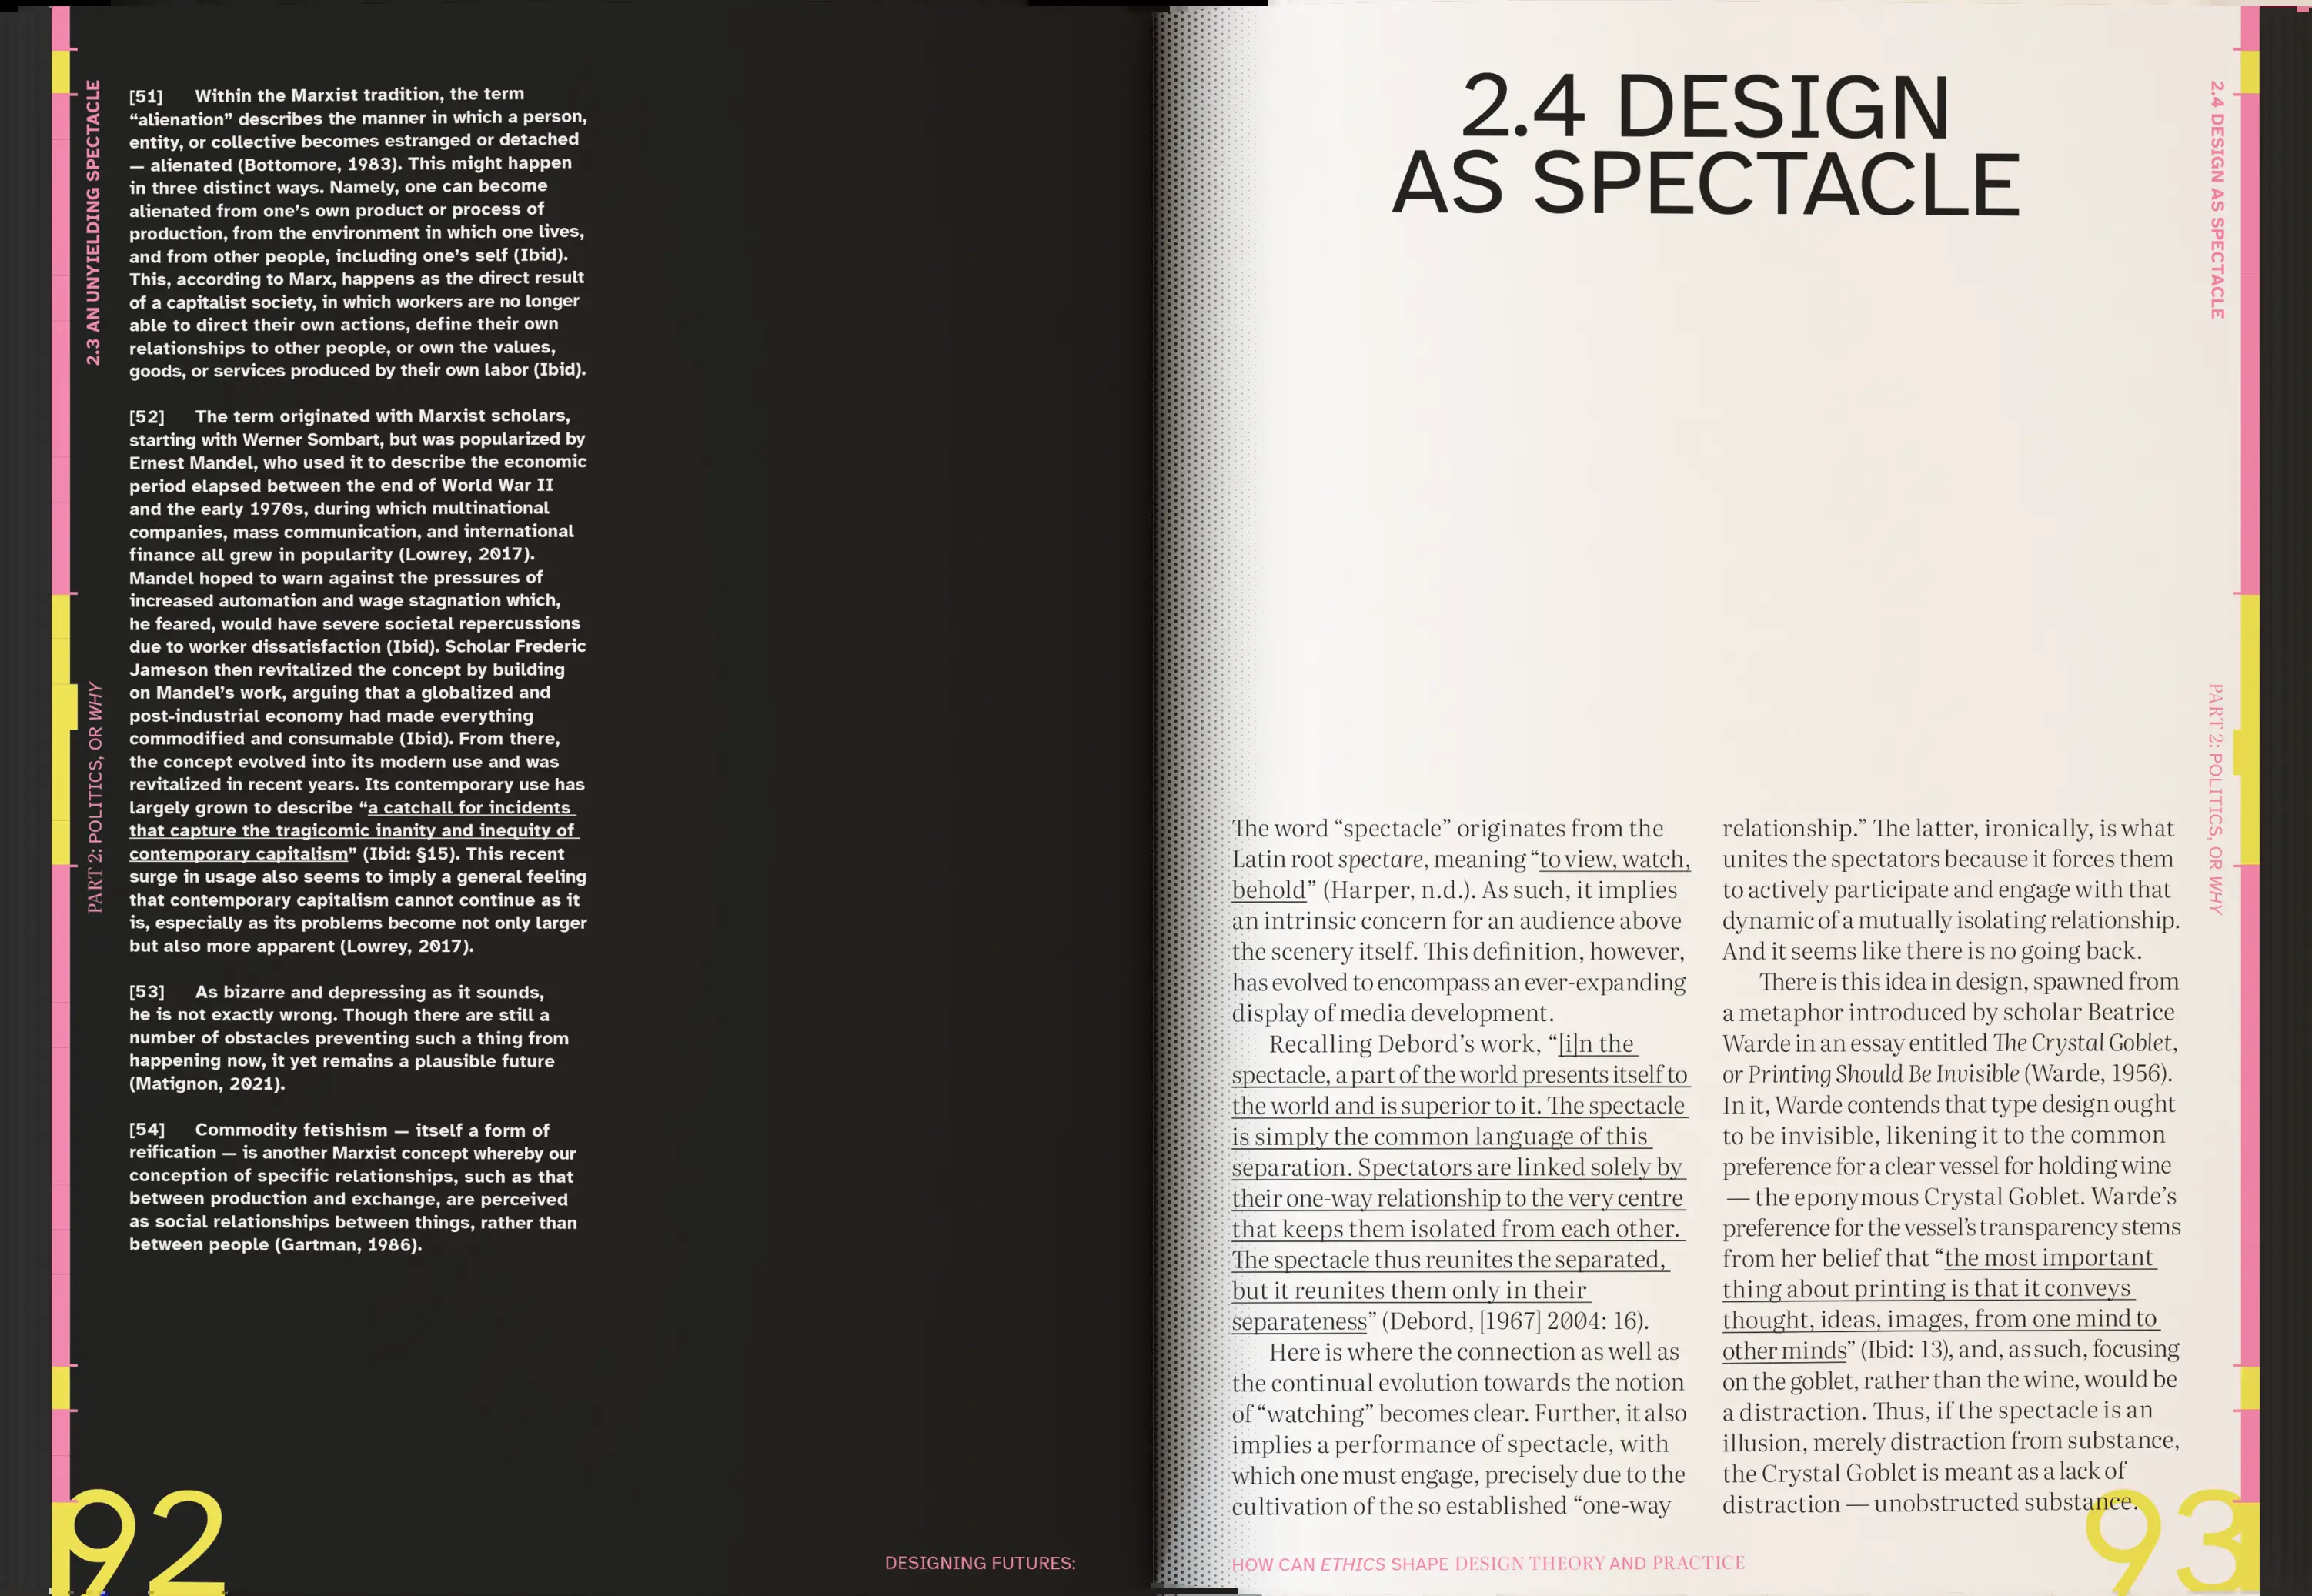 2.3 AN UNYIELDING SPECTACLE
PART 2: POLITICS, OR WHY
[51] Within the Marxist tradition, the term
“alienation” describes the manner in which a person,
entity, or collective becomes estranged or detached
— alienated (Bottomore, 1983). This might happen
in three distinct ways. Namely, one can become
alienated from one’s own product or process of
production, from the environment in which one lives,
and from other people, including one’s self (Ibid).
This, according to Marx, happens as the direct result
of a capitalist society, in which workers are no longer
able to direct their own actions, define their own
relationships to other people, or own the values,
goods, or services produced by their own labor (Ibid).
[52] The term originated with Marxist scholars,
starting with Werner Sombart, but was popularized by
Ernest Mandel, who used it to describe the economic
period elapsed between the end of World War II
and the early 1970s, during which multinational
companies, mass communication, and international
finance all grew in popularity (Lowrey, 2017).
Mandel hoped to warn against the pressures of
increased automation and wage stagnation which,
he feared, would have severe societal repercussions
due to worker dissatisfaction (Ibid). Scholar Frederic
Jameson then revitalized the concept by building
on Mandel’s work, arguing that a globalized and
post-industrial economy had made everything
commodified and consumable (Ibid). From there,
the concept evolved into its modern use and was
revitalized in recent years. Its contemporary use has
largely grown to describe “a catchall for incidents
that capture the tragicomic inanity and inequity of
contemporary capitalism” (Ibid: §15). This recent
surge in usage also seems to imply a general feeling
that contemporary capitalism cannot continue as it
is, especially as its problems become not only larger
but also more apparent (Lowrey, 2017).
[53] As bizarre and depressing as it sounds,
he is not exactly wrong. Though there are still a
number of obstacles preventing such a thing from
happening now, it yet remains a plausible future
(Matignon, 2021).
[54] Commodity fetishism — itself a form of
reification — is another Marxist concept whereby our
conception of specific relationships, such as that
between production and exchange, are perceived
as social relationships between things, rather than
between people (Gartman, 1986).
92
DESIGNING FUTURES:
2.4 DESIGN
AS SPECTACLE
The word “spectacle” originates from the
Latin root spectare, meaning “to view, watch,
behold” (Harper, n.d.). As such, it implies
an intrinsic concern for an audience above
the scenery itself. This definition, however,
has evolved to encompass an ever-expanding
display of media development.
Recalling Debord’s work, “[i]n the
spectacle, a part of the world presents itself to
the world and is superior to it. The spectacle
is simply the common language of this
separation. Spectators are linked solely by
their one-way relationship to the very centre
that keeps them isolated from each other.
The spectacle thus reunites the separated,
but it reunites them only in their
separateness” (Debord, [1967] 2004: 16).
Here is where the connection as well as
the continual evolution towards the notion
of “watching” becomes clear. Further, it also
implies a performance of spectacle, with
which one must engage, precisely due to the
cultivation of the so established “one-way
relationship.” The latter, ironically, is what
unites the spectators because it forces them
to actively participate and engage with that
dynamic of a mutually isolating relationship.
And it seems like there is no going back.
There is this idea in design, spawned from
a metaphor introduced by scholar Beatrice
Warde in an essay entitled The Crystal Goblet,
or Printing Should Be Invisible (Warde, 1956).
In it, Warde contends that type design ought
to be invisible, likening it to the common
preference for a clear vessel for holding wine
— the eponymous Crystal Goblet. Warde’s
preference for the vessel’s transparency stems
from her belief that “the most important
thing about printing is that it conveys
thought, ideas, images, from one mind to
other minds” (Ibid: 13), and, as such, focusing
on the goblet, rather than the wine, would be
a distraction. Thus, if the spectacle is an
illusion, merely distraction from substance,
the Crystal Goblet is meant as a lack of
distraction — unobstructed substance.
HOW CAN ETHICS SHAPE DESIGN THEORY AND PRACTICE
2.4 DESIGN AS SPECTACLE
PART 2: POLITICS, OR WHY
93